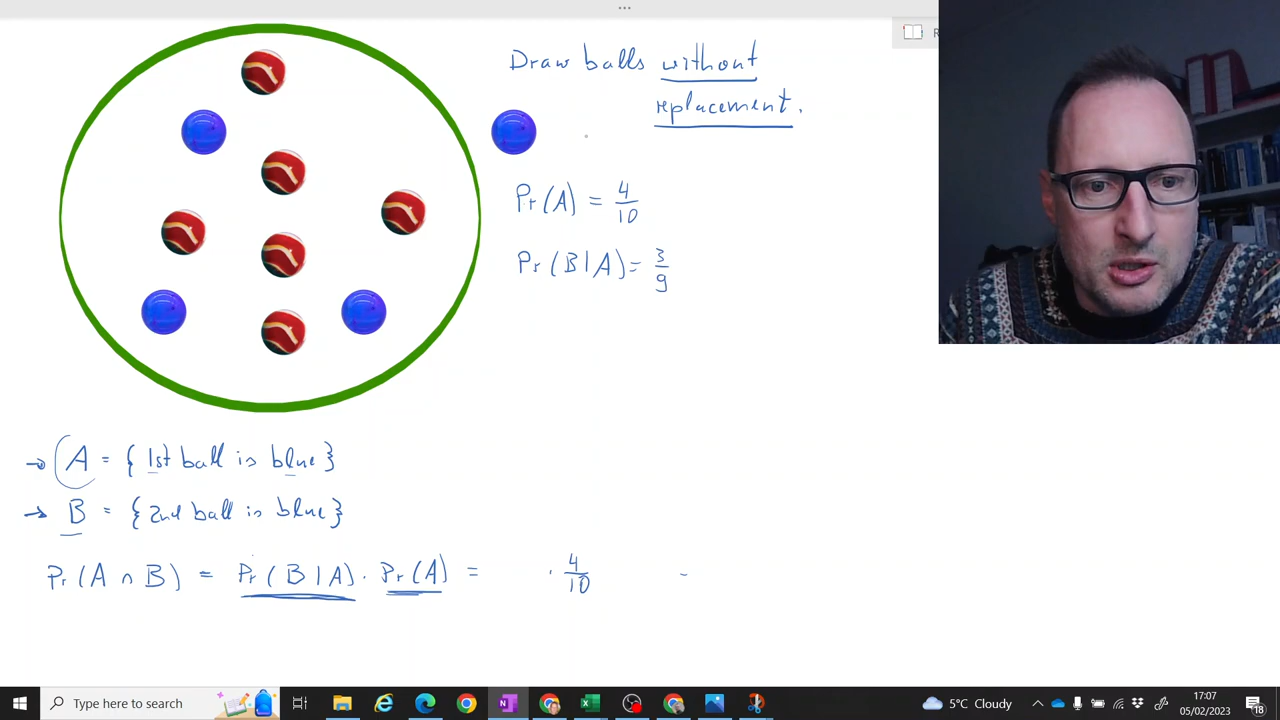 Draw balls without
replacement.
R
Pr(A) = 4/10
Pr(B|A) = 3/9
→ A = {1st ball is blue}
→ B = {2nd ball is blue}
Pr(A ∩ B) = Pr(B|A) · Pr(A) = · 4/10 -
Type here to search
5°C Cloudy
17:07
05/02/2023
18